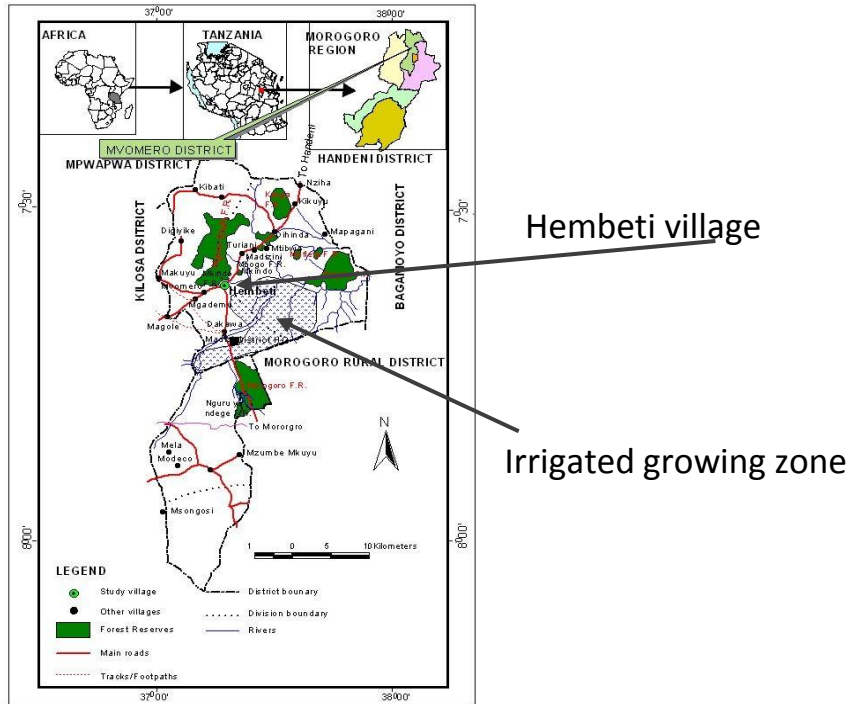 37°00'
38°00'
AFRICA
TANZANIA
MOROGORO
REGION
MVOMERO DISTRICT
MPWAPWA DISTRICT
HANDENI DISTRICT
To Handeni
7°30'
7°30'
Nziha
Kibati
Kikuyu
Digiyike
Dihinda
Mapagani
Turiani
Mtibwa
Madizini
KILOSA DSITRICT
BAGAMOYO DISTRICT
Hembeti village
Makuyu
Mvomero
Hembeti
Mgademu
Magole
Dakawa
MOROGORO RURAL DISTRICT
F.R.
Nguru ya
ndege
To Mororgro
N
Mela
Modeco
Mzumbe Mkuyu
Irrigated growing zone
Msongosi
8°00'
8°00'
1 0 5 10 Kilometers
LEGEND
Study village
District bounary
Other villages
Division boundary
Forest Reserves
Rivers
Main roads
Tracks/Footpaths
37°00'
38°00'